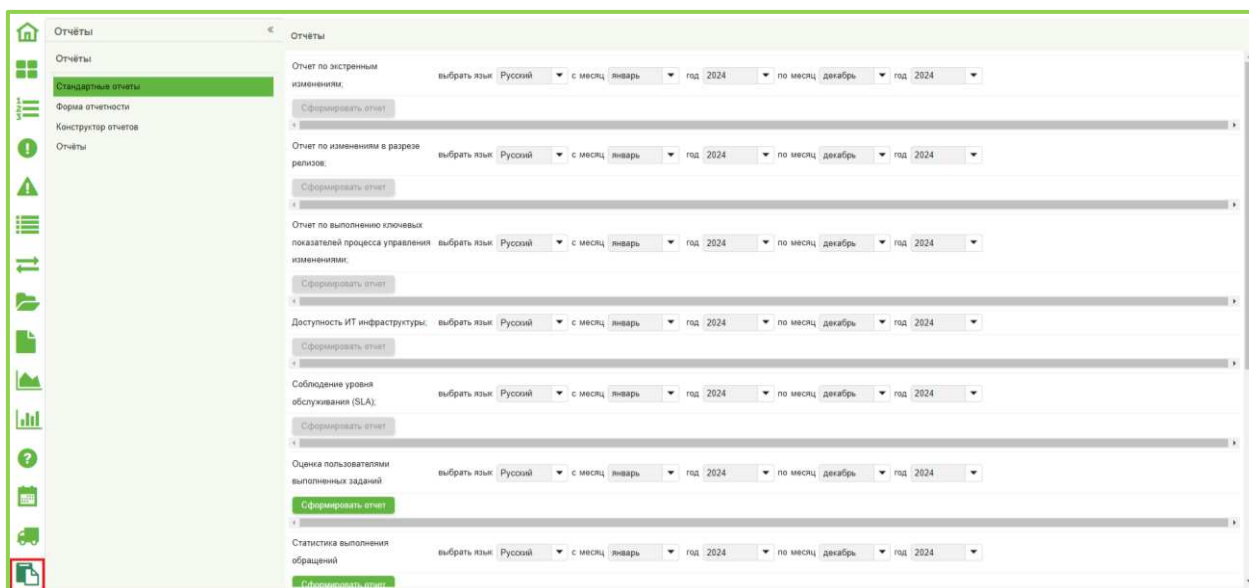 Отчёты « Отчёты
Отчёты
Стандартные отчеты
Форма отчетности
Конструктор отчетов
Отчёты
Отчет по экстренным
изменениям;
выбрать язык Русский с месяц январь год 2024 по месяц декабрь год 2024
Сформировать отчет
Отчет по изменениям в разрезе
релизов;
выбрать язык Русский с месяц январь год 2024 по месяц декабрь год 2024
Сформировать отчет
Отчет по выполнению ключевых
показателей процесса управления выбрать язык Русский с месяц январь год 2024 по месяц декабрь год 2024
изменениями;
Сформировать отчет
Доступность ИТ инфраструктуры; выбрать язык Русский с месяц январь год 2024 по месяц декабрь год 2024
Сформировать отчет
Соблюдение уровня
обслуживания (SLA);
выбрать язык Русский с месяц январь год 2024 по месяц декабрь год 2024
Сформировать отчет
Оценка пользователями
выполненных заданий
выбрать язык Русский с месяц январь год 2024 по месяц декабрь год 2024
Сформировать отчет
Статистика выполнения
обращений
выбрать язык Русский с месяц январь год 2024 по месяц декабрь год 2024
Сформировать отчет